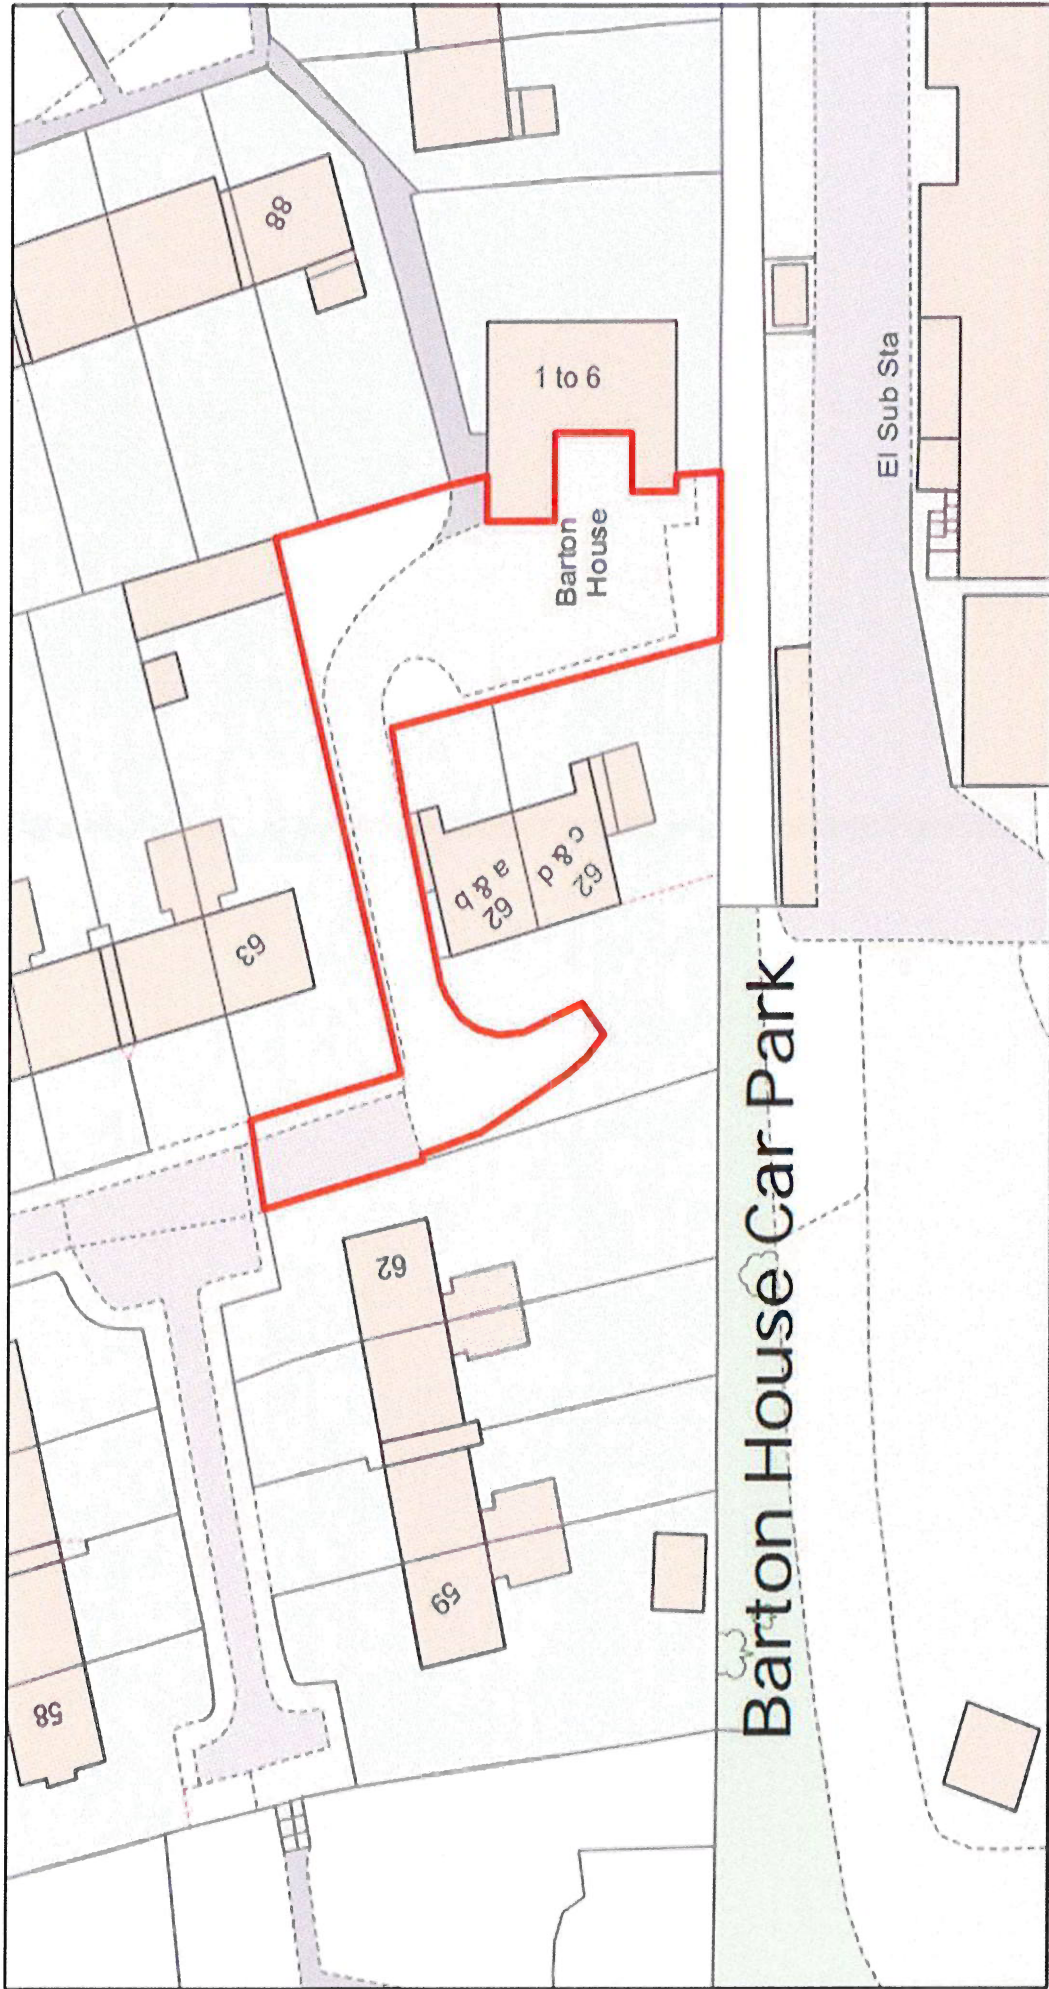 88
1 to 6
Barton
House
El Sub Sta
63
62
a & b
62
c & d
62
59
58
Barton House Car Park